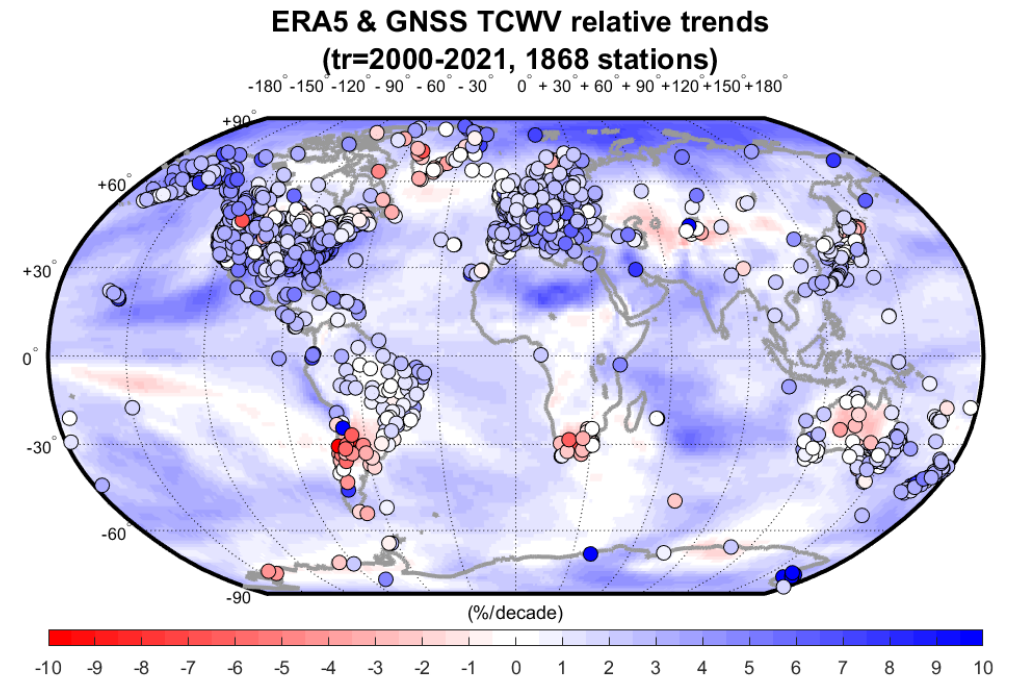 ERA5 & GNSS TCWV relative trends
(tr=2000-2021, 1868 stations)
-180° -150° -120° - 90° - 60° - 30° 0° + 30° + 60° + 90° +120° +150° +180°
+90°
+60°
+30°
0°
-30°
-60°
-90
(%/decade)
-10 -9 -8 -7 -6 -5 -4 -3 -2 -1 0 1 2 3 4 5 6 7 8 9 10